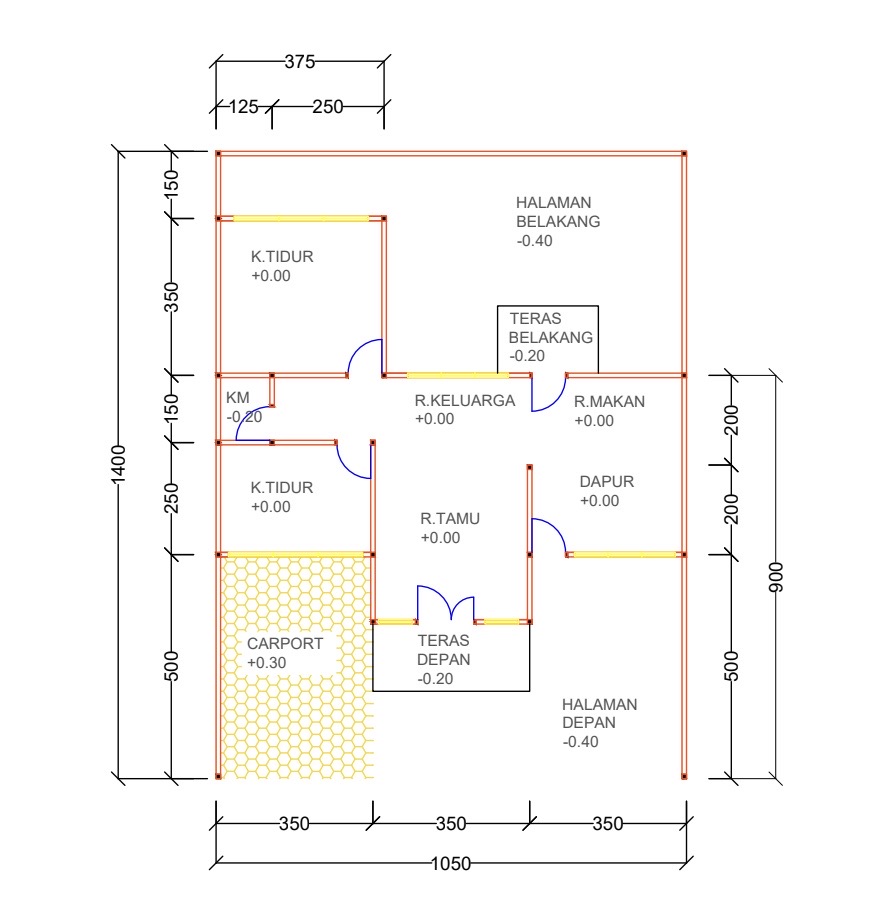 375
125
250
150
HALAMAN
BELAKANG
-0.40
K.TIDUR
+0.00
350
TERAS
BELAKANG
-0.20
KM
-0.20
150
R.KELUARGA
+0.00
R.MAKAN
+0.00
200
1400
250
K.TIDUR
+0.00
R.TAMU
+0.00
DAPUR
+0.00
200
900
500
CARPORT
+0.30
TERAS
DEPAN
-0.20
HALAMAN
DEPAN
-0.40
500
350
350
350
1050